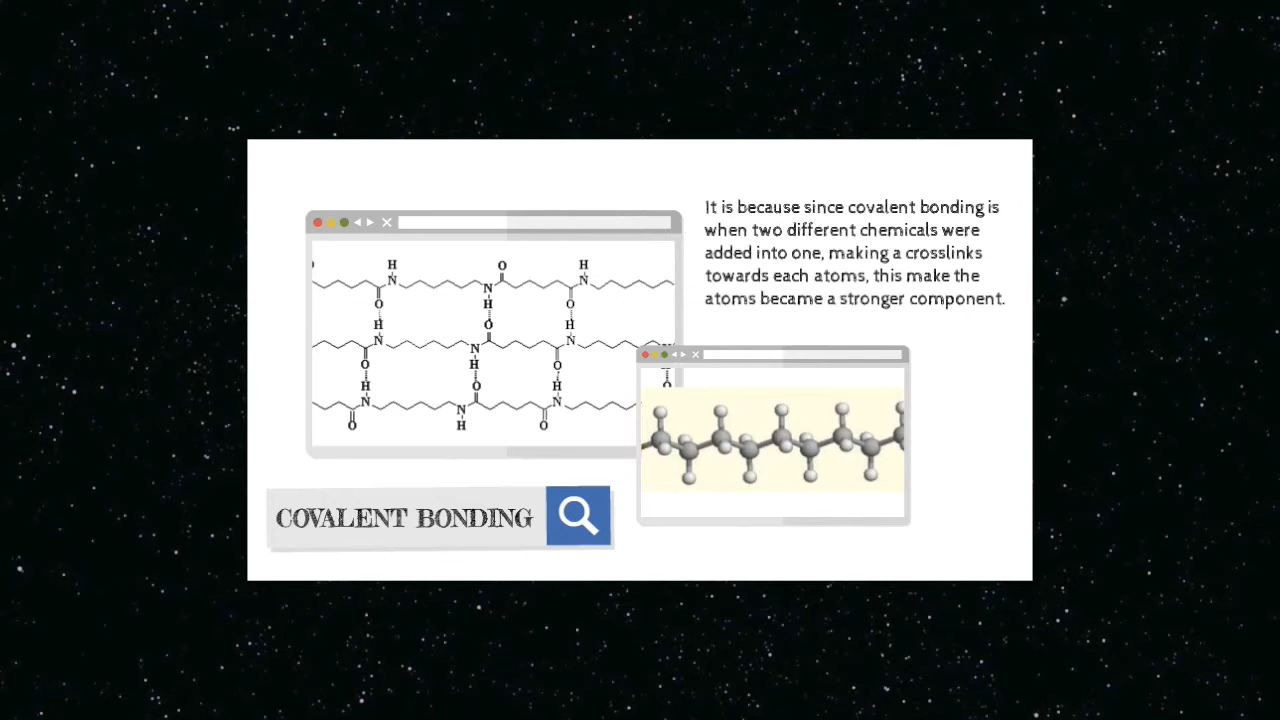 It is because since covalent bonding is
when two different chemicals were
added into one, making a crosslinks
towards each atoms, this make the
atoms became a stronger component.
H O H
N N
N
O H O
H O H
N N
N
O H O
H O H
N N
N
O H O
COVALENT BONDING